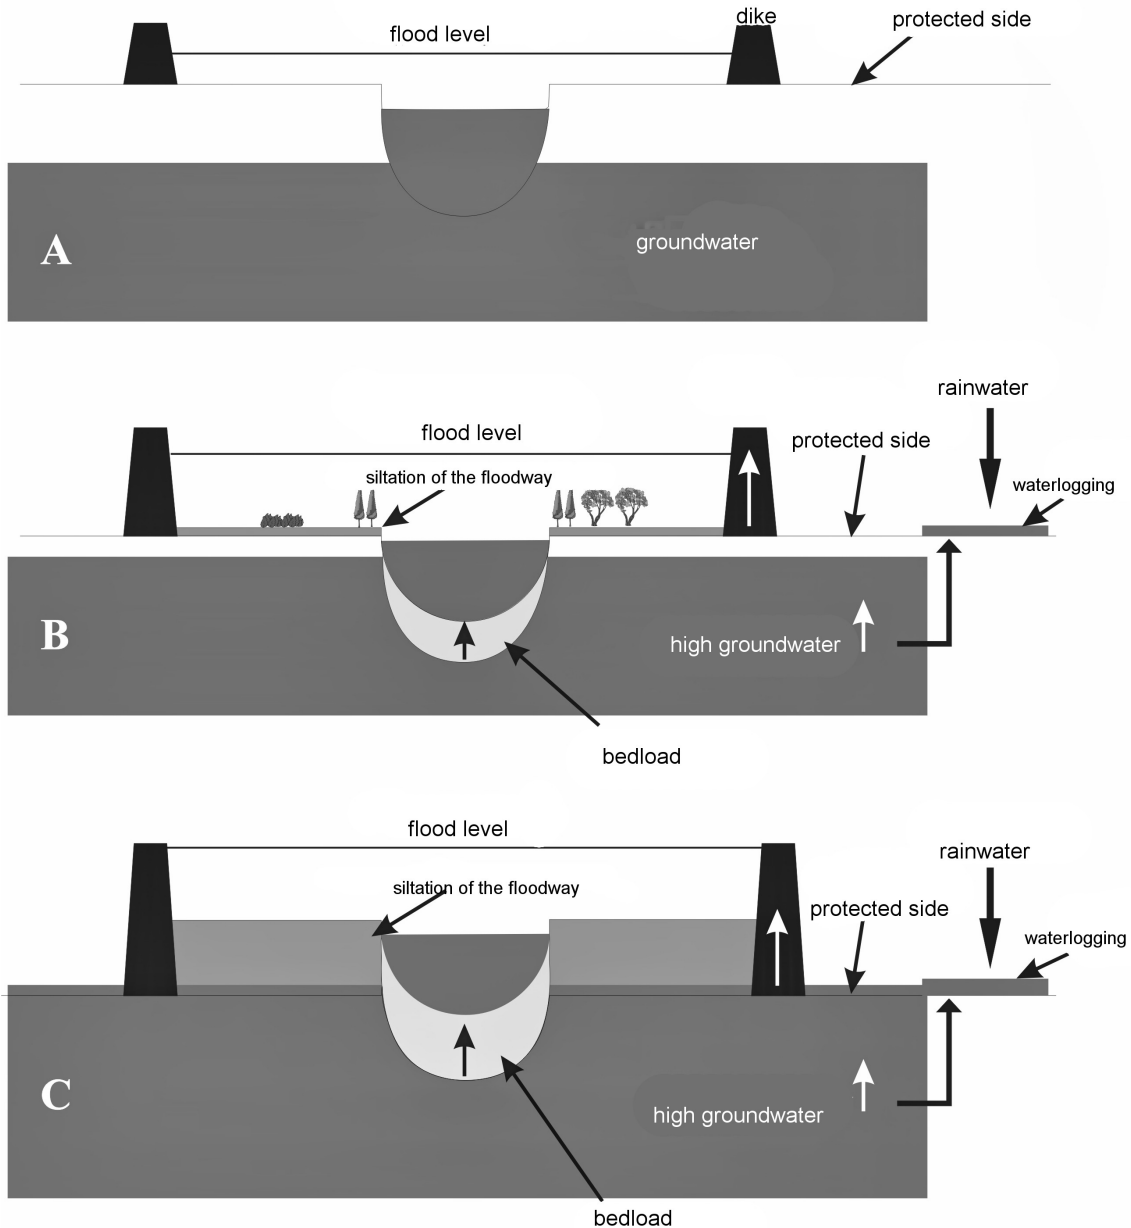 dike
protected side
flood level
groundwater
A
rainwater
flood level
protected side
siltation of the floodway
waterlogging
B
high groundwater
bedload
flood level
rainwater
siltation of the floodway
protected side
waterlogging
C
high groundwater
bedload